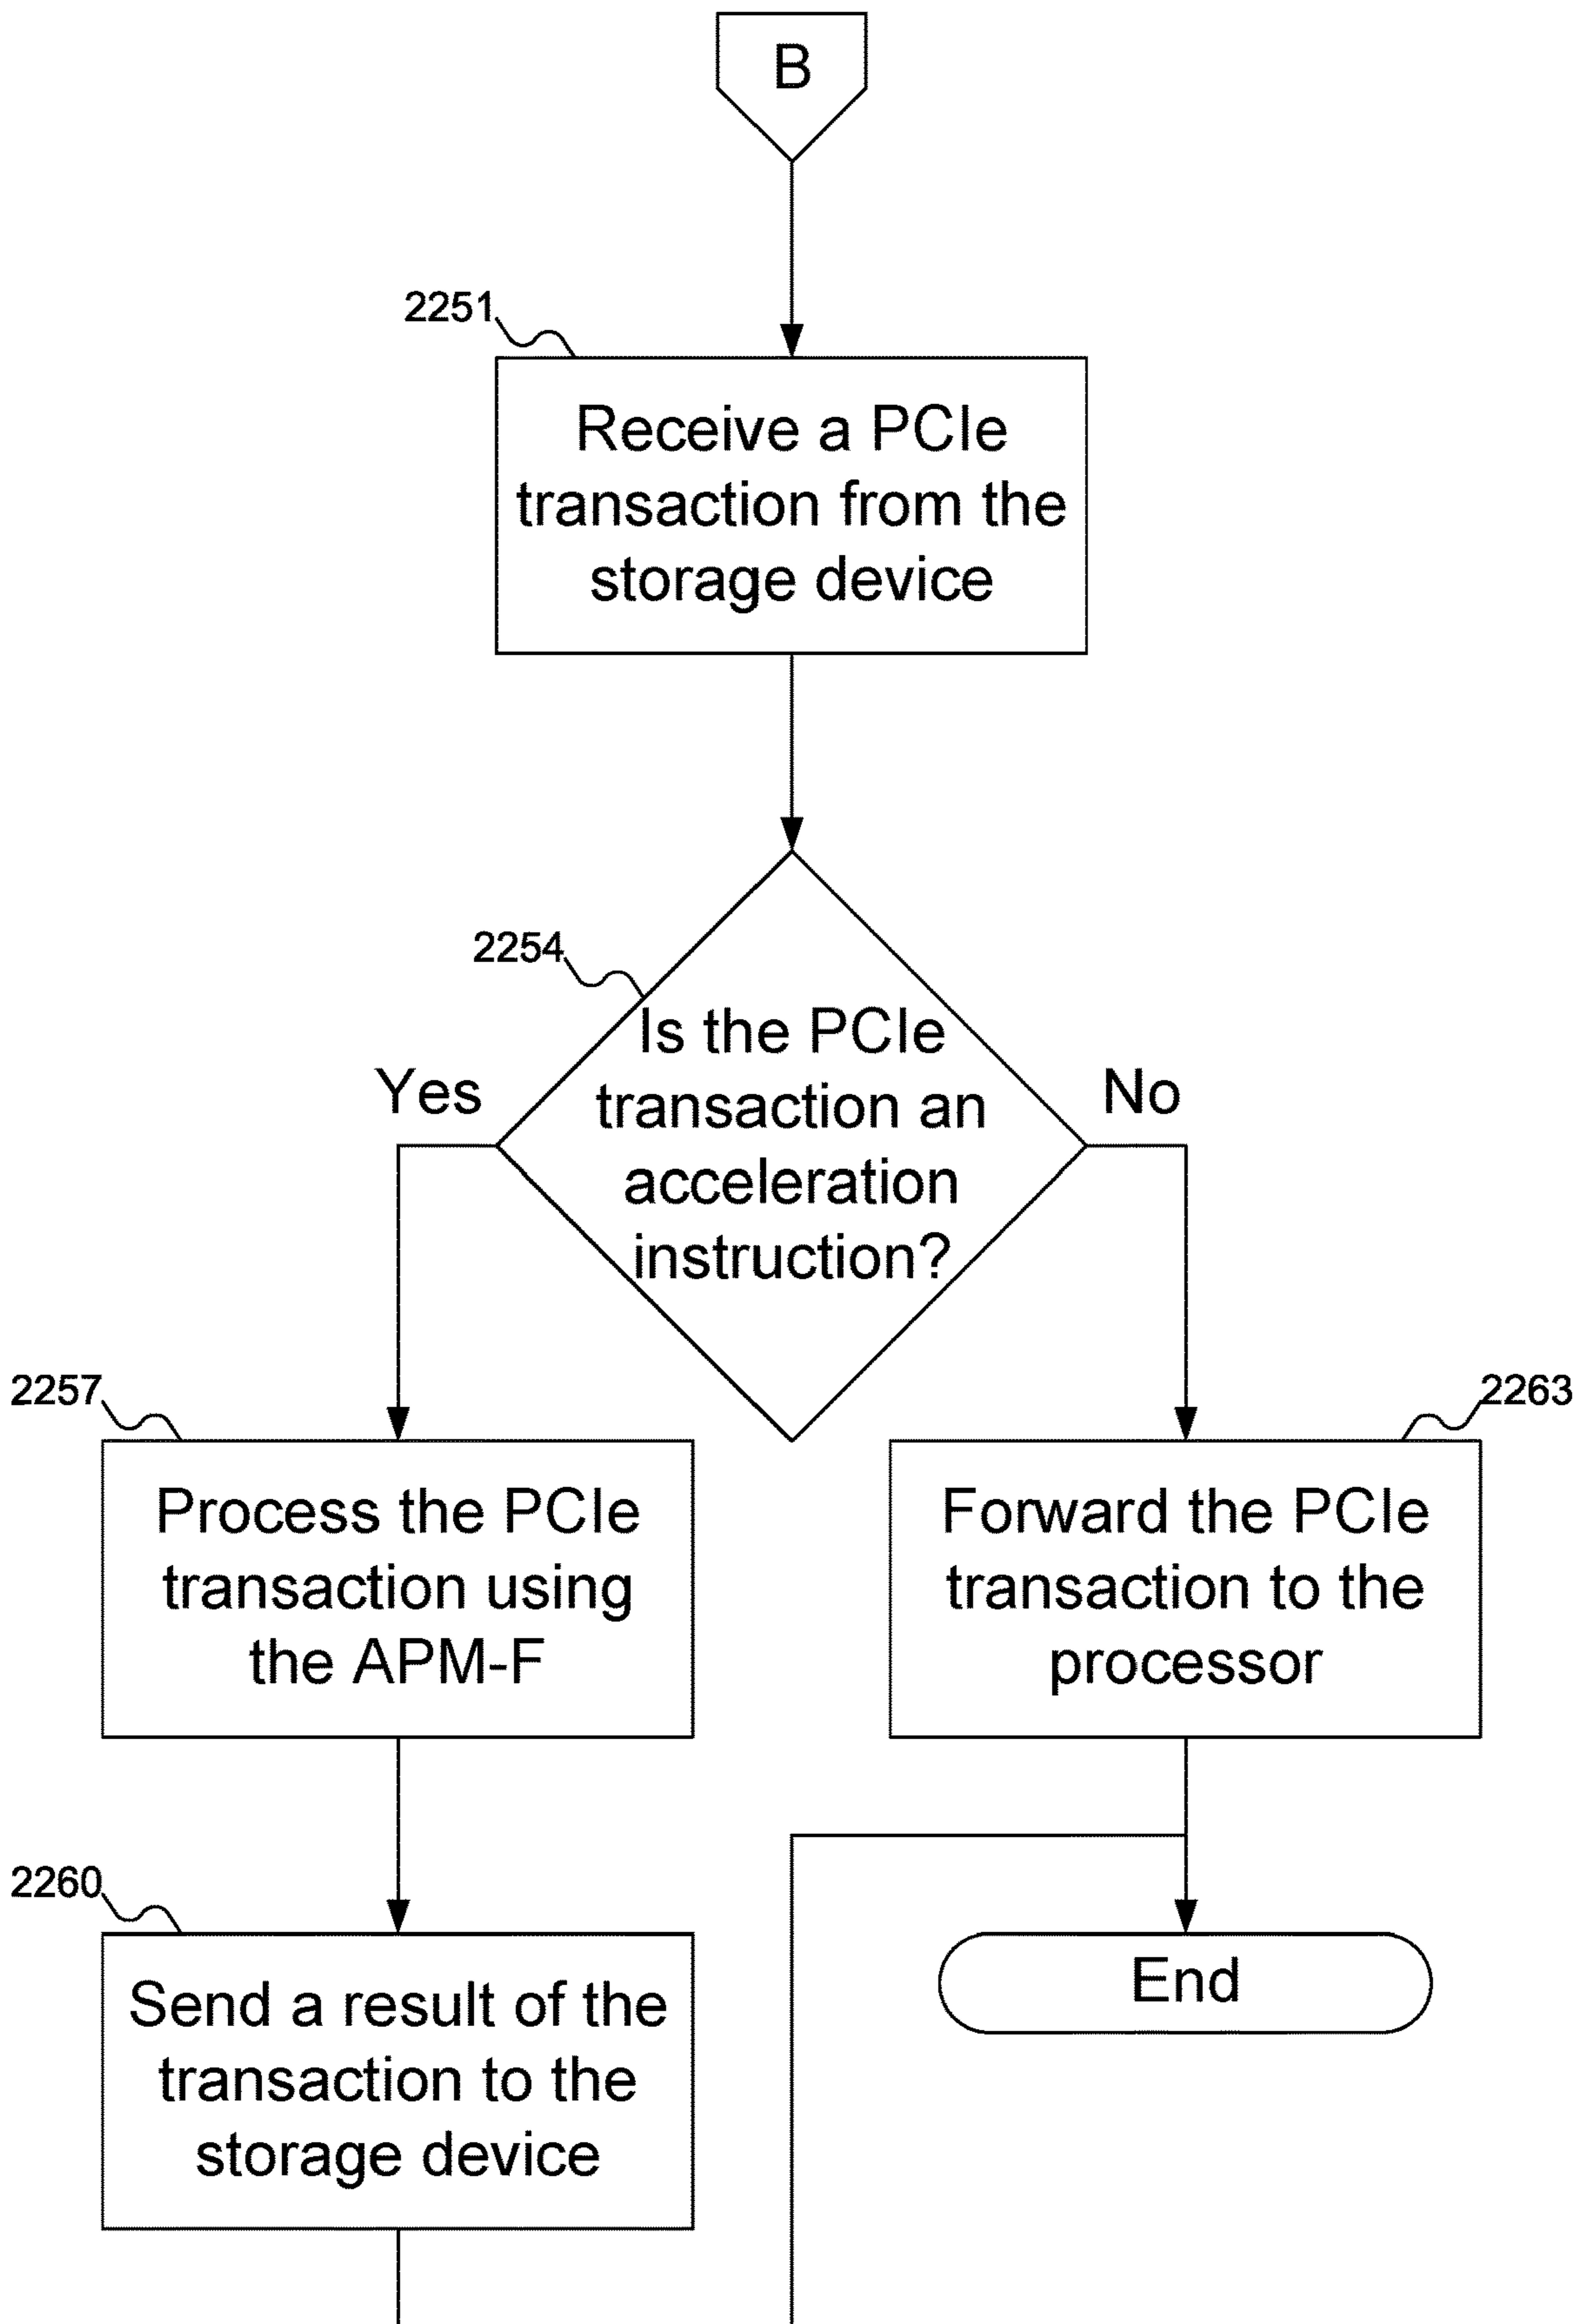 B
2251
Receive a PCIe
transaction from the
storage device
2254
Is the PCIe
transaction an
acceleration
instruction?
Yes
No
2257
Process the PCIe
transaction using
the APM-F
2263
Forward the PCIe
transaction to the
processor
2260
Send a result of the
transaction to the
storage device
End